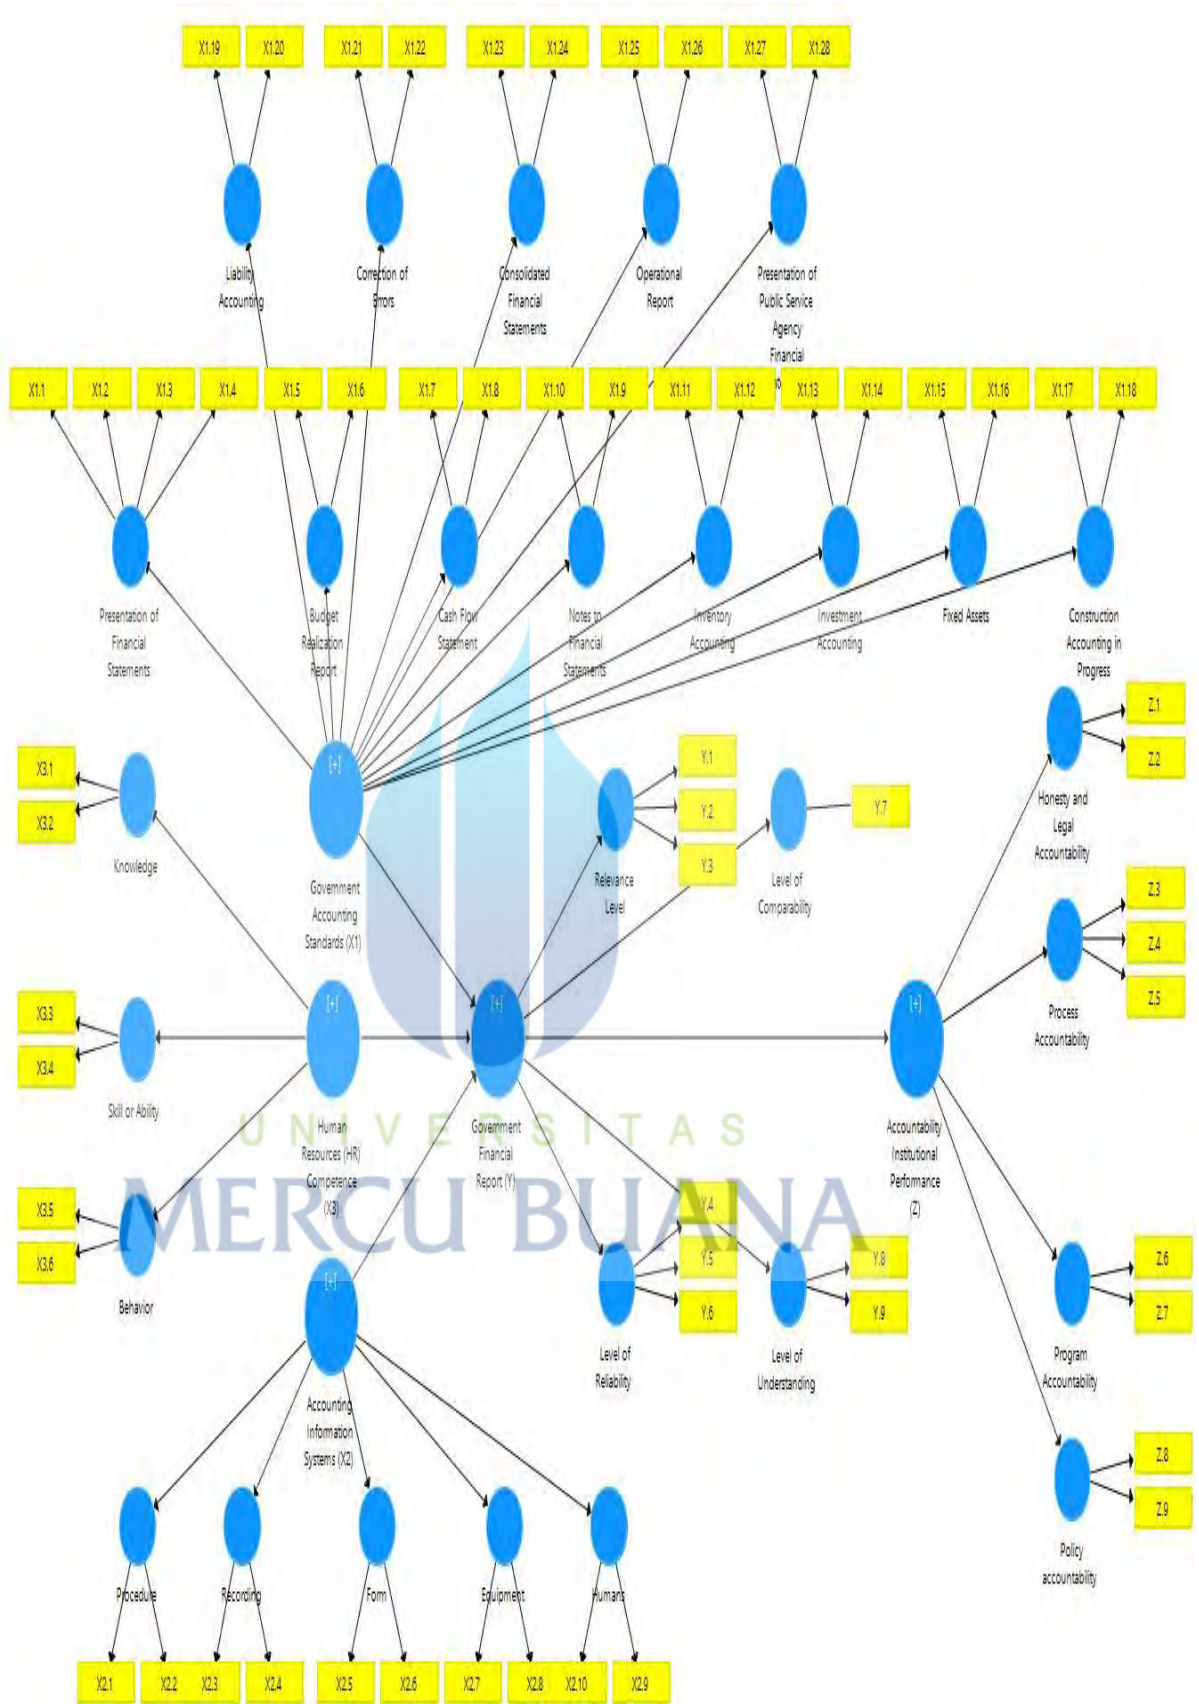 X1.19 X1.20 X1.21 X1.22 X1.23 X1.24 X1.25 X1.26 X1.27 X1.28
Liability
Accounting
Correction of
Errors
Consolidated
Financial
Statements
Operational
Report
Presentation of
Public Service
Agency
Financial
X1.1 X1.2 X1.3 X1.4 X1.5 X1.6 X1.7 X1.8 X1.10 X1.9 X1.11 X1.12 X1.13 X1.14 X1.15 X1.16 X1.17 X1.18
Presentation of
Financial
Statements
Budget
Realization
Report
Cash Flow
Statement
Notes to
Financial
Statements
Inventory
Accounting
Investment
Accounting
Fixed Assets
Construction
Accounting in
Progress
X3.1
X3.2
Knowledge
[+]
Government
Accounting
Standards (X1)
Relevance
Level
Y.1
Y.2
Y.3
Level of
Comparability
Y.7
Z.1
Z.2
Honesty and
Legal
Accountability
Z.3
Z.4
Z.5
Process
Accountability
X3.3
X3.4
Skill or Ability
[+]
Human
Resources (HR)
Competence
(X3)
[+]
Government
Financial
Report (Y)
[+]
Accountability
Institutional
Performance
(Z)
UNIVERSITAS
MERCU BUANA
X3.5
X3.6
Behavior
[+]
Accounting
Information
Systems (X2)
Y.4
Y.5
Y.6
Level of
Reliability
Y.8
Y.9
Level of
Understanding
Z.6
Z.7
Program
Accountability
Z.8
Z.9
Policy
accountability
Procedure
Recording
Form
Equipment
Humans
X2.1 X2.2 X2.3 X2.4 X2.5 X2.6 X2.7 X2.8 X2.10 X2.9